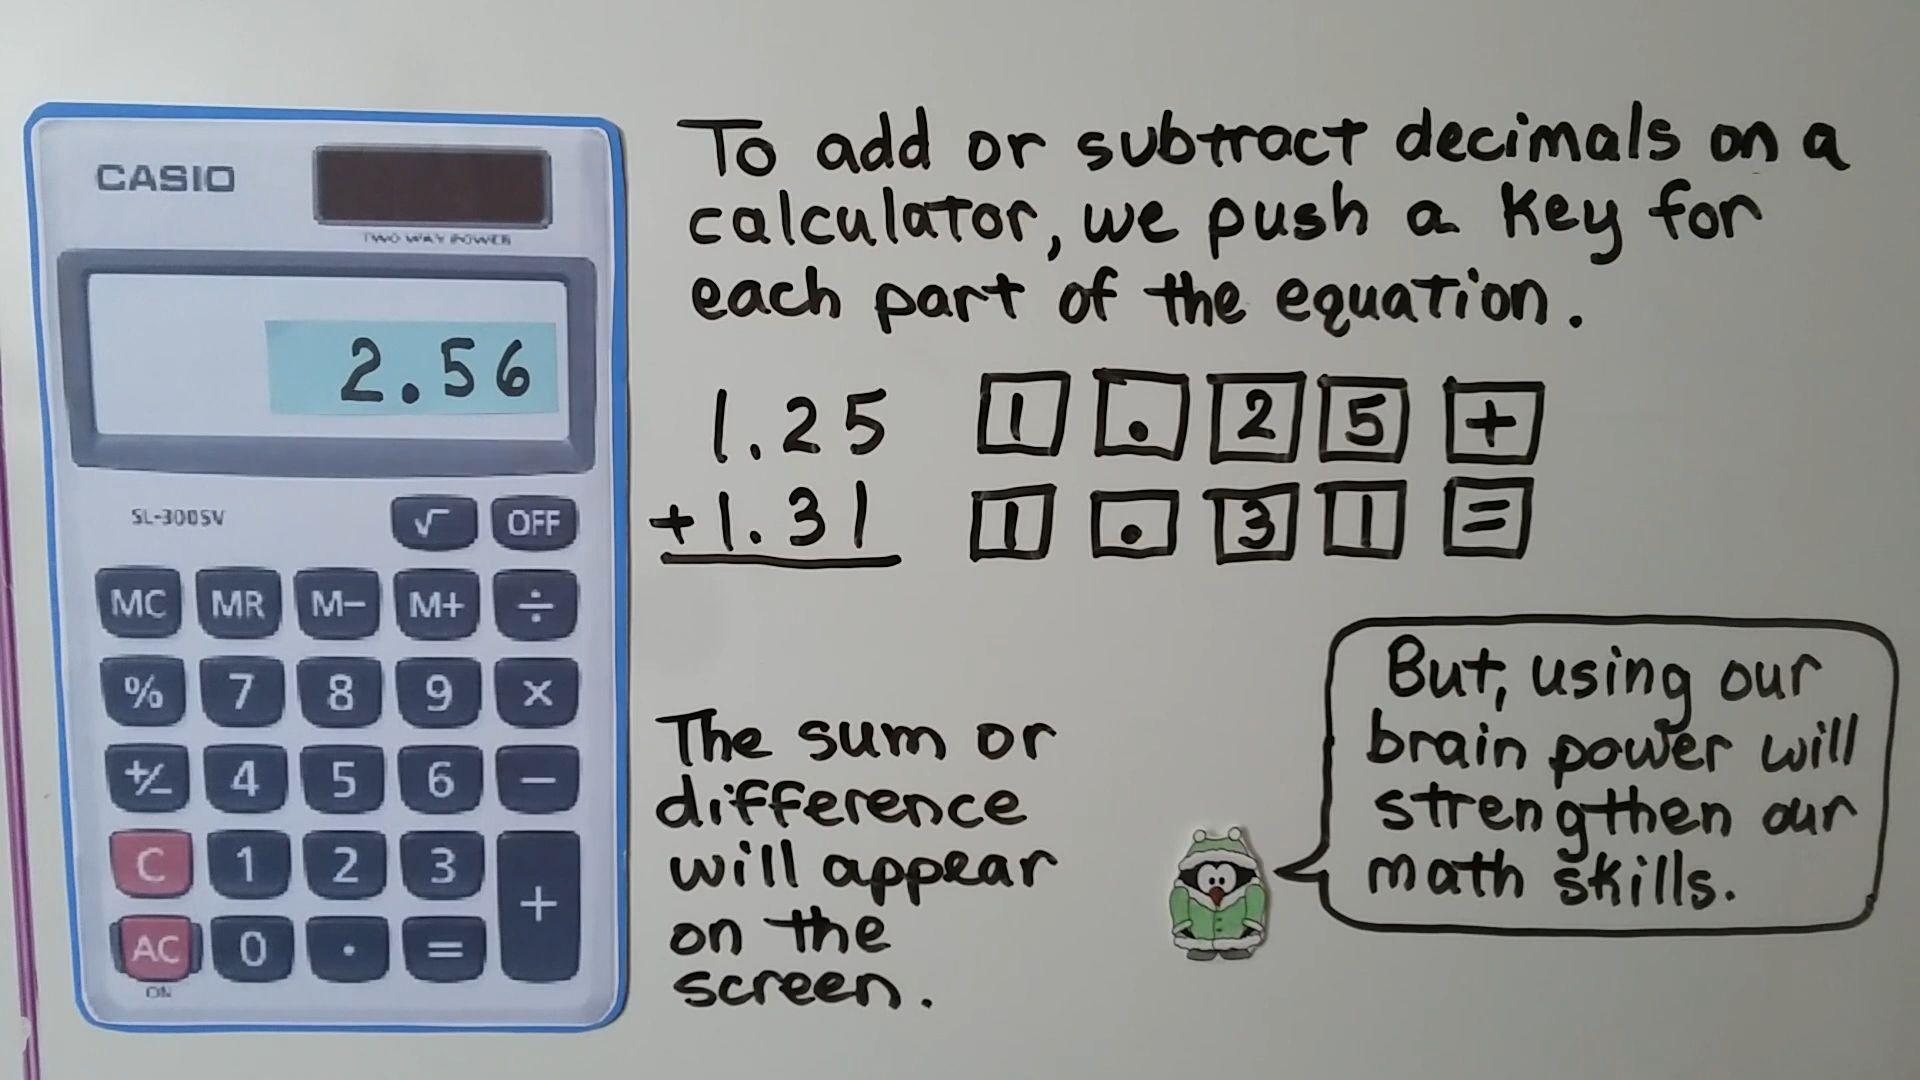 CASIO
TWO WAY POWER
2.56
SL-300SV
√ OFF
MC MR M− M+ ÷
% 7 8 9 ×
+/− 4 5 6 −
C 1 2 3
+
AC 0 . =
ON
To add or subtract decimals on a
calculator, we push a key for
each part of the equation.
1.25 1 . 2 5 +
+1.31 1 . 3 1 =
The sum or
difference
will appear
on the
screen.
But, using our
brain power will
strengthen our
math skills.